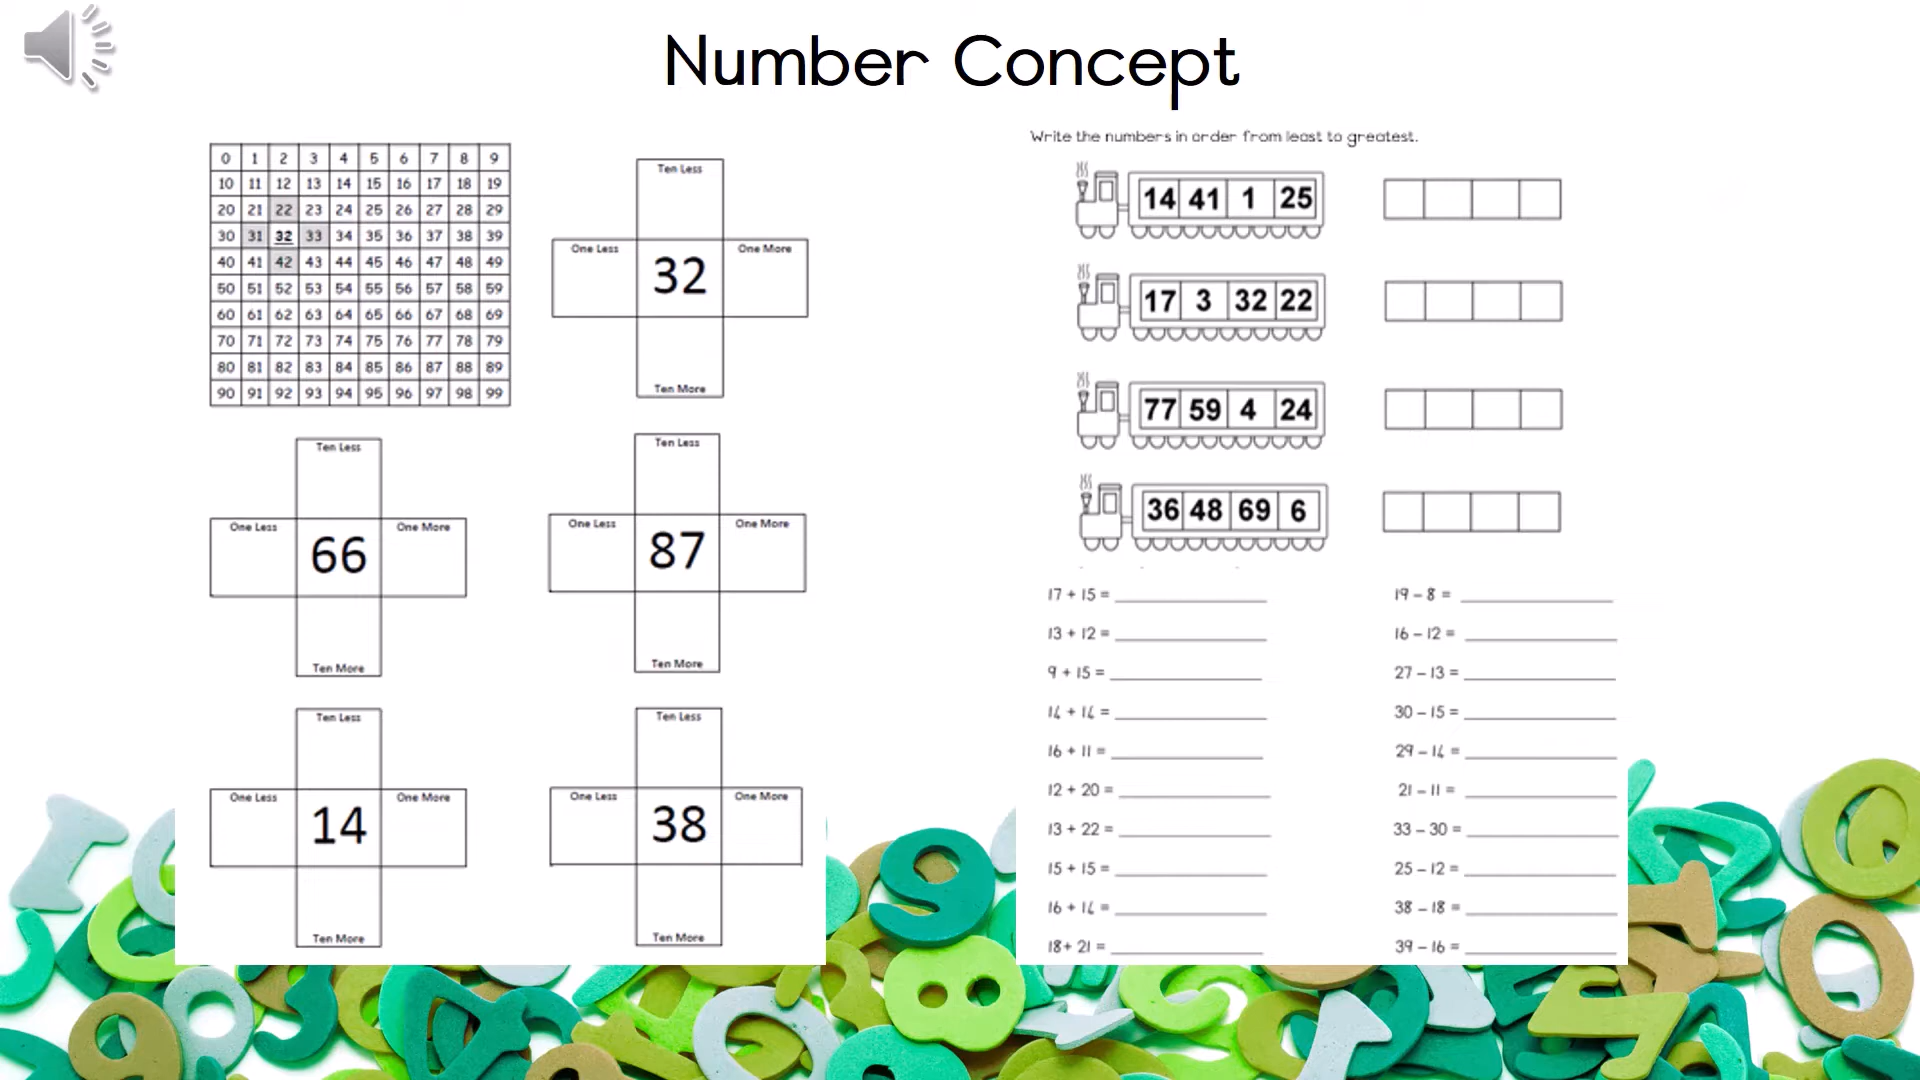 Number Concept
0 1 2 3 4 5 6 7 8 9
10 11 12 13 14 15 16 17 18 19
20 21 22 23 24 25 26 27 28 29
30 31 32 33 34 35 36 37 38 39
40 41 42 43 44 45 46 47 48 49
50 51 52 53 54 55 56 57 58 59
60 61 62 63 64 65 66 67 68 69
70 71 72 73 74 75 76 77 78 79
80 81 82 83 84 85 86 87 88 89
90 91 92 93 94 95 96 97 98 99
Ten Less
One Less 32 One More
Ten More
Ten Less
One Less 66 One More
Ten More
Ten Less
One Less 87 One More
Ten More
Ten Less
One Less 14 One More
Ten More
Ten Less
One Less 38 One More
Ten More
Write the numbers in order from least to greatest.
14 41 1 25
17 3 32 22
77 59 4 24
36 48 69 6
17 + 15 =
13 + 12 =
9 + 15 =
14 + 14 =
16 + 11 =
12 + 20 =
13 + 22 =
15 + 15 =
16 + 14 =
18+ 21 =
19 – 8 =
16 – 12 =
27 – 13 =
30 – 15 =
29 – 14 =
21 – 11 =
33 – 30 =
25 – 12 =
38 – 18 =
39 – 16 =